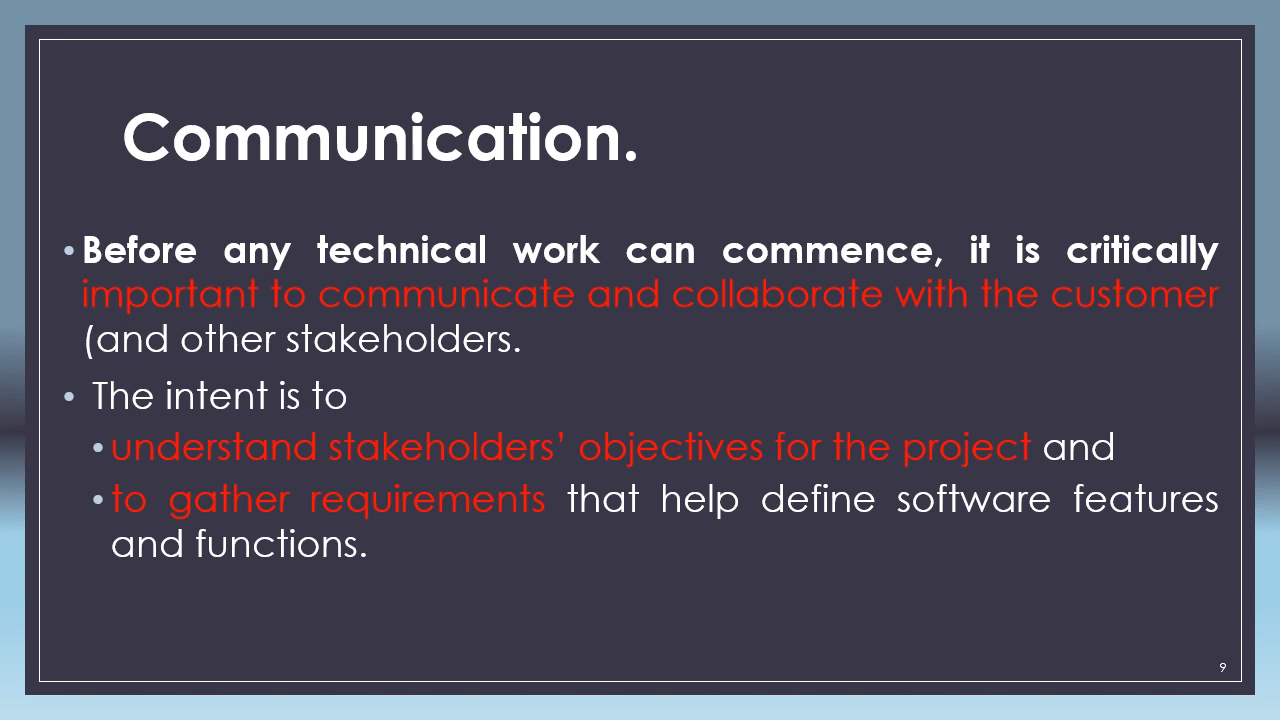 Communication.
• Before any technical work can commence, it is critically
important to communicate and collaborate with the customer
(and other stakeholders.
• The intent is to
• understand stakeholders’ objectives for the project and
• to gather requirements that help define software features
and functions.
9